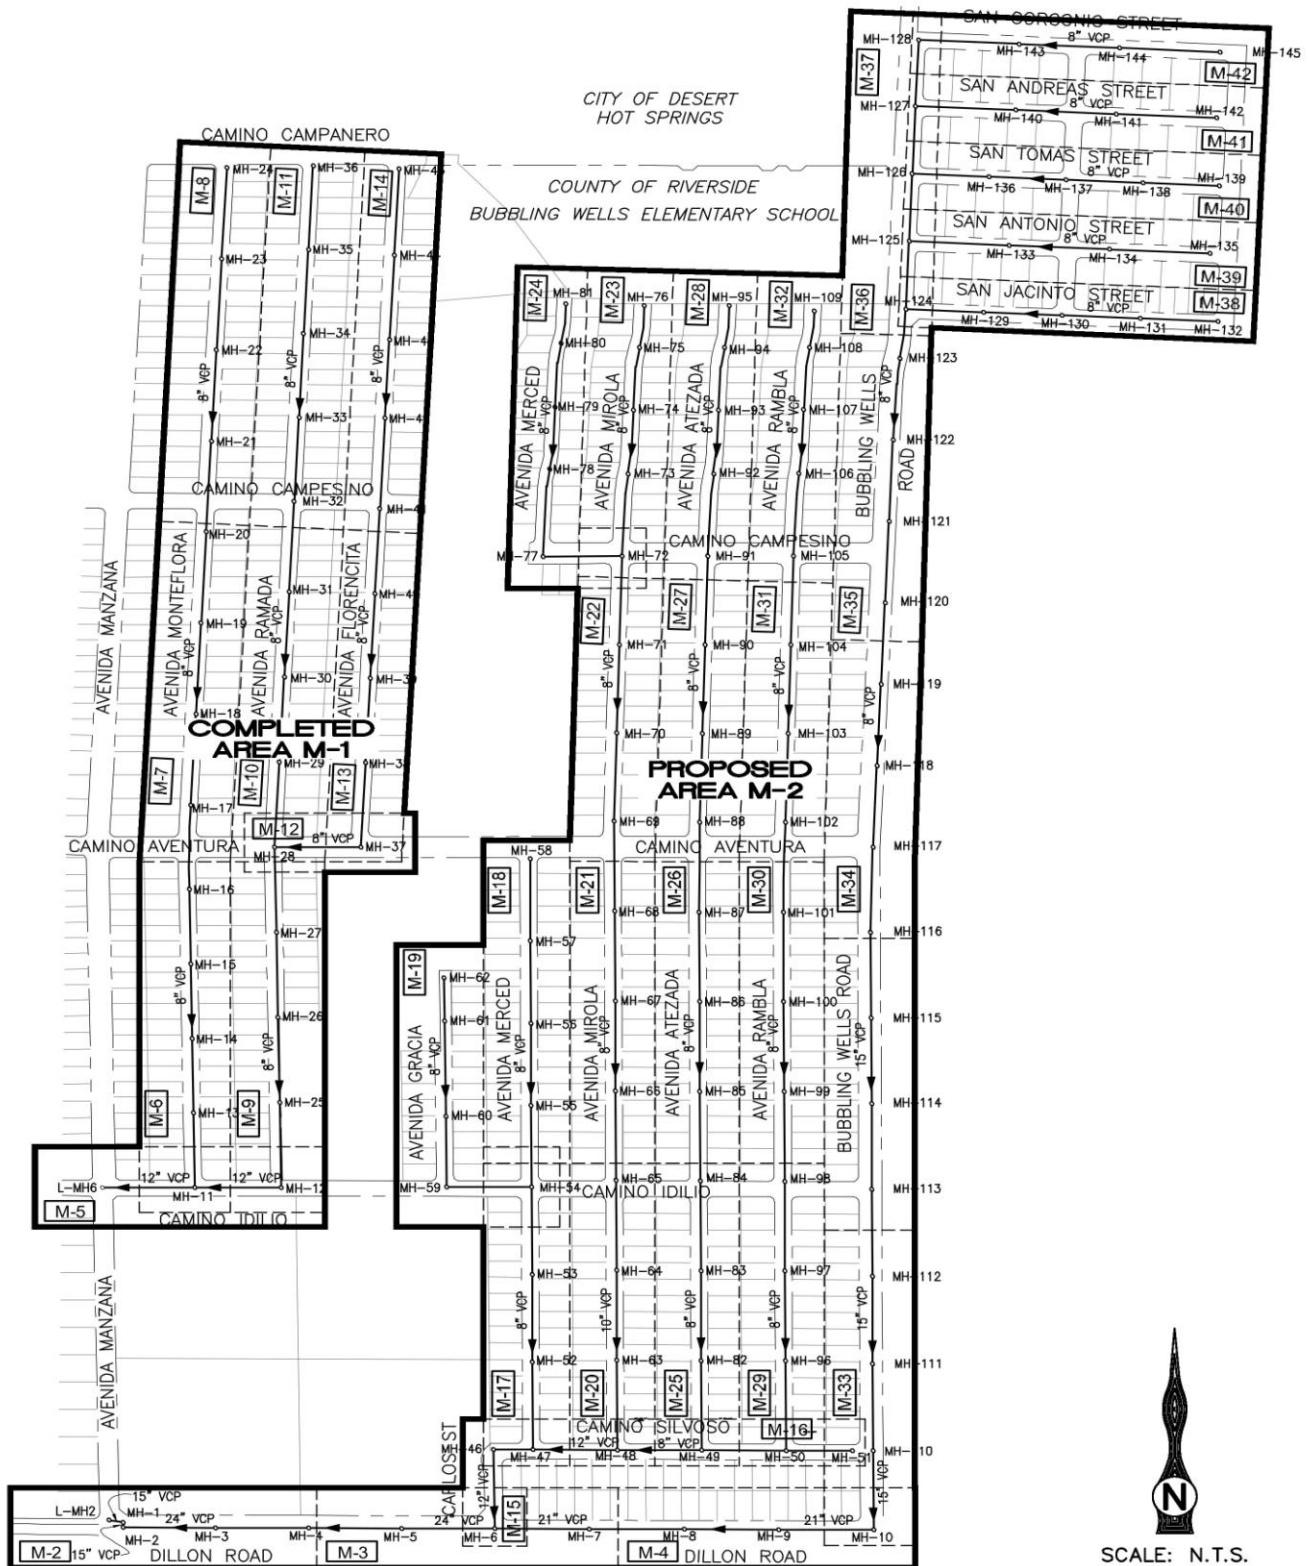 SAN GORGONIO STREET
MH-128
8" VCP
MH-143
MH-144
MH-145
M-37
M-42
SAN ANDREAS STREET
MH-127
8" VCP
MH-140
MH-141
MH-142
M-41
SAN TOMAS STREET
MH-126
8" VCP
MH-136
MH-137
MH-138
MH-139
M-40
SAN ANTONIO STREET
MH-125
8" VCP
MH-133
MH-134
MH-135
M-39
SAN JACINTO STREET
M-38
MH-124
8" VCP
MH-129
MH-130
MH-131
MH-132
CITY OF DESERT
HOT SPRINGS
COUNTY OF RIVERSIDE
BUBBLING WELLS ELEMENTARY SCHOOL
CAMINO CAMPANERO
M-8
MH-24
M-11
MH-36
M-14
MH-23
MH-35
MH-22
MH-34
8" VCP
8" VCP
8" VCP
MH-21
MH-33
CAMINO CAMPESINO
MH-32
MH-20
MH-31
MH-19
MH-30
MH-18
AVENIDA MANZANA
AVENIDA MONTEFLORA
8" VCP
AVENIDA RAMADA
8" VCP
AVENIDA FLORENCITA
8" VCP
COMPLETED
AREA M-1
MH-29
M-7
M-10
M-13
MH-17
M-12
8" VCP
MH-37
CAMINO AVENTURA
MH-28
MH-16
MH-27
MH-15
8" VCP
MH-26
MH-14
8" VCP
MH-25
M-6
MH-13
M-9
L-MH6
12" VCP
12" VCP
MH-11
MH-12
M-5
CAMINO IDILIO
M-24
MH-81
M-23
MH-76
M-28
MH-95
M-32
MH-109
M-36
MH-80
MH-75
MH-94
MH-108
MH-123
MH-79
MH-74
MH-93
MH-107
MH-122
AVENIDA MERCED
8" VCP
AVENIDA MIROLA
8" VCP
AVENIDA ATEZADA
8" VCP
AVENIDA RAMBLA
8" VCP
BUBBLING WELLS
ROAD
8" VCP
MH-78
MH-73
MH-92
MH-106
MH-121
CAMINO CAMPESINO
MH-77
MH-72
MH-91
MH-105
M-22
M-27
M-31
M-35
MH-120
MH-71
MH-90
MH-104
8" VCP
8" VCP
8" VCP
8" VCP
MH-119
MH-70
MH-89
MH-103
MH-118
PROPOSED
AREA M-2
MH-69
MH-88
MH-102
CAMINO AVENTURA
MH-117
MH-58
M-18
M-21
M-26
M-30
M-34
MH-68
MH-87
MH-101
MH-116
MH-57
M-19
MH-62
MH-61
MH-56
MH-67
MH-86
MH-100
MH-115
AVENIDA GRACIA
8" VCP
AVENIDA MERCED
8" VCP
AVENIDA MIROLA
8" VCP
AVENIDA ATEZADA
8" VCP
AVENIDA RAMBLA
8" VCP
BUBBLING WELLS ROAD
15" VCP
MH-60
MH-55
MH-66
MH-85
MH-99
MH-114
MH-59
MH-54
MH-65
MH-84
MH-98
MH-113
CAMINO IDILIO
MH-53
MH-64
MH-83
MH-97
MH-112
8" VCP
10" VCP
8" VCP
8" VCP
15" VCP
MH-52
MH-63
MH-82
MH-96
MH-111
M-17
M-20
M-25
M-29
M-33
CAMINO SILVOSO
M-16
MH-46
12" VCP
8" VCP
MH-47
MH-48
MH-49
MH-50
MH-51
CARLOS ST
12" VCP
M-15
15" VCP
AVENIDA MANZANA
15" VCP
L-MH2
MH-1
24" VCP
24" VCP
21" VCP
21" VCP
MH-2
MH-3
MH-4
MH-5
MH-6
MH-7
MH-8
MH-9
MH-10
M-2
15" VCP
DILLON ROAD
M-3
M-4
DILLON ROAD
N
SCALE: N.T.S.